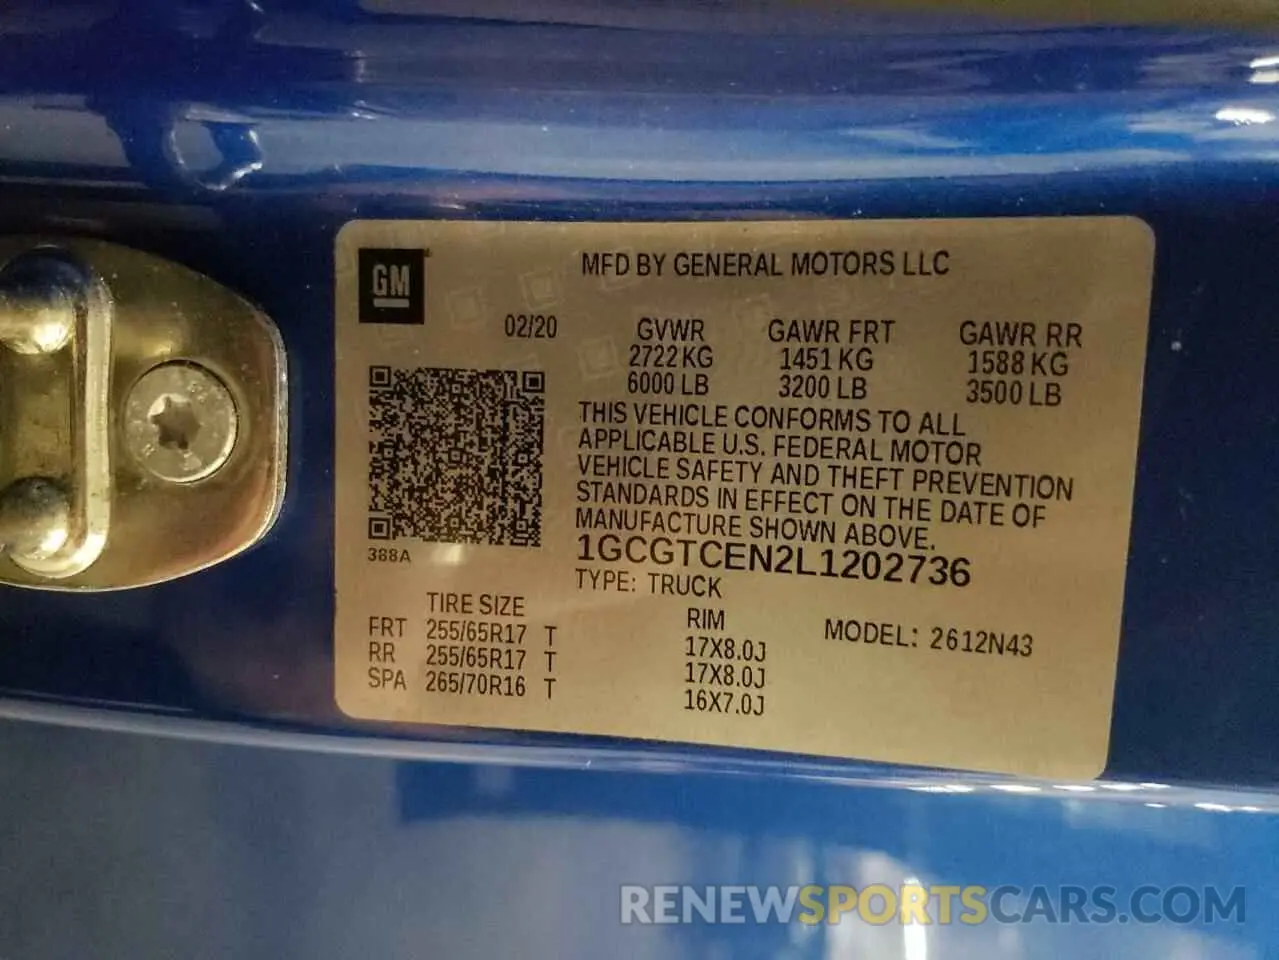 GM
MFD BY GENERAL MOTORS LLC
02/20
GVWR GAWR FRT GAWR RR
2722 KG 1451 KG 1588 KG
6000 LB 3200 LB 3500 LB
THIS VEHICLE CONFORMS TO ALL
APPLICABLE U.S. FEDERAL MOTOR
VEHICLE SAFETY AND THEFT PREVENTION
STANDARDS IN EFFECT ON THE DATE OF
MANUFACTURE SHOWN ABOVE.
388A
1GCGTCEN2L1202736
TYPE: TRUCK
TIRE SIZE RIM MODEL: 2612N43
FRT 255/65R17 T 17X8.0J
RR 255/65R17 T 17X8.0J
SPA 265/70R16 T 16X7.0J
RENEWSPORTSCARS.COM